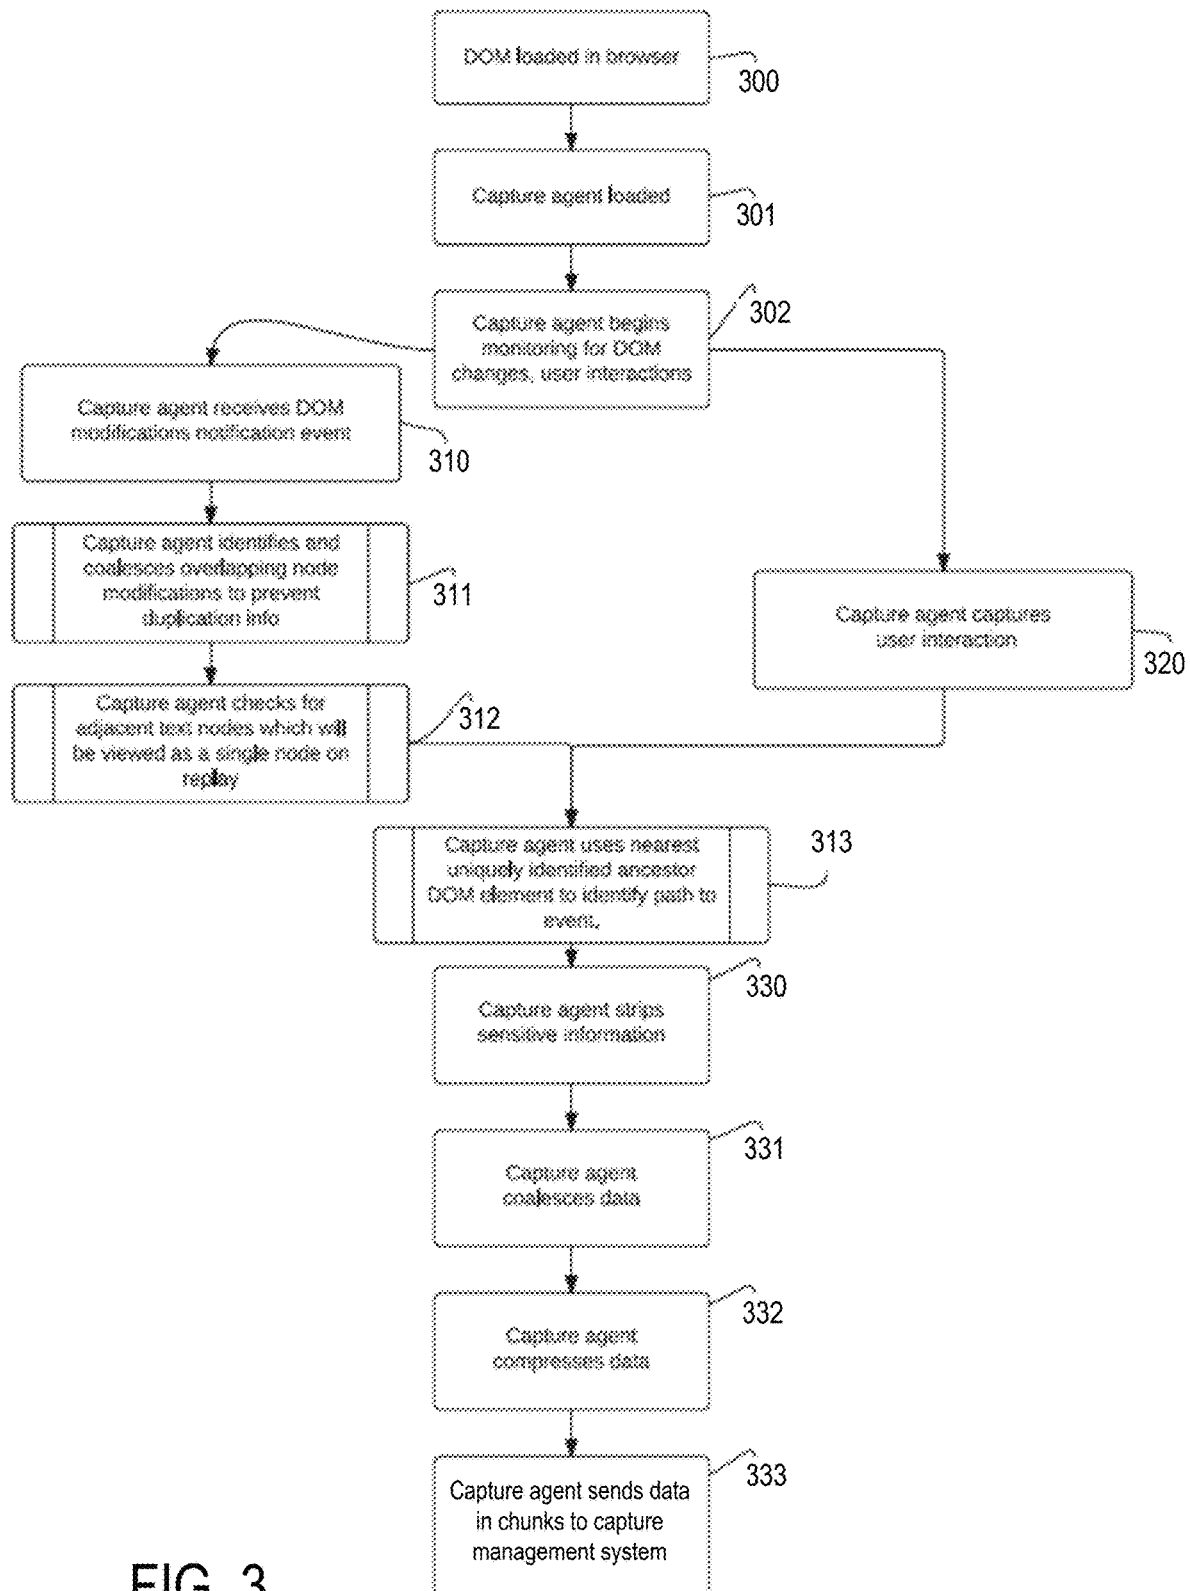 DOM loaded in browser
300
Capture agent loaded
301
Capture agent begins
monitoring for DOM
changes, user interactions
302
Capture agent receives DOM
modifications notification event
310
Capture agent identifies and
coalesces overlapping node
modifications to prevent
duplication info
311
Capture agent captures
user interaction
320
Capture agent checks for
adjacent text nodes which will
be viewed as a single node on
replay
312
Capture agent uses nearest
uniquely identified ancestor
DOM element to identify path to
event,
313
Capture agent strips
sensitive information
330
Capture agent
coalesces data
331
Capture agent
compresses data
332
Capture agent sends data
in chunks to capture
management system
333
FIG. 3